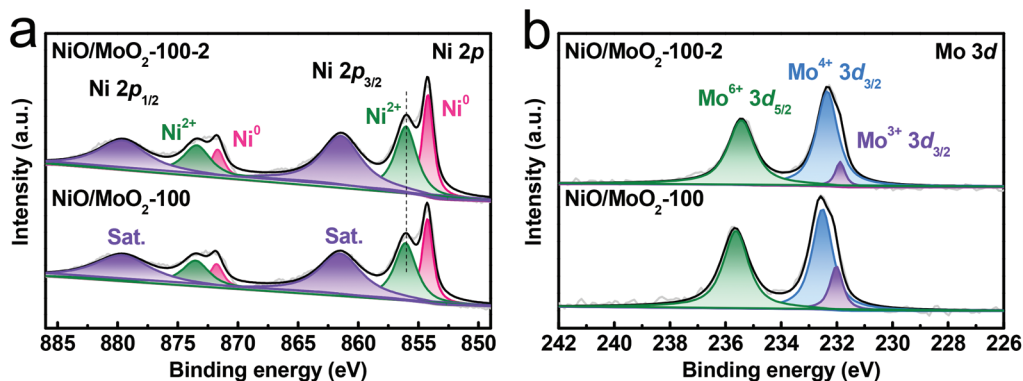 a
NiO/MoO₂-100-2
Ni 2p
Ni 2p₁/₂
Ni 2p₃/₂
Ni²⁺
Ni⁰
Ni²⁺
Ni⁰
NiO/MoO₂-100
Sat.
Sat.
Intensity (a.u.)
885 880 875 870 865 860 855 850
Binding energy (eV)
b
NiO/MoO₂-100-2
Mo 3d
Mo⁶⁺ 3d₅/₂
Mo⁴⁺ 3d₃/₂
Mo³⁺ 3d₃/₂
NiO/MoO₂-100
Intensity (a.u.)
242 240 238 236 234 232 230 228 226
Binding energy (eV)